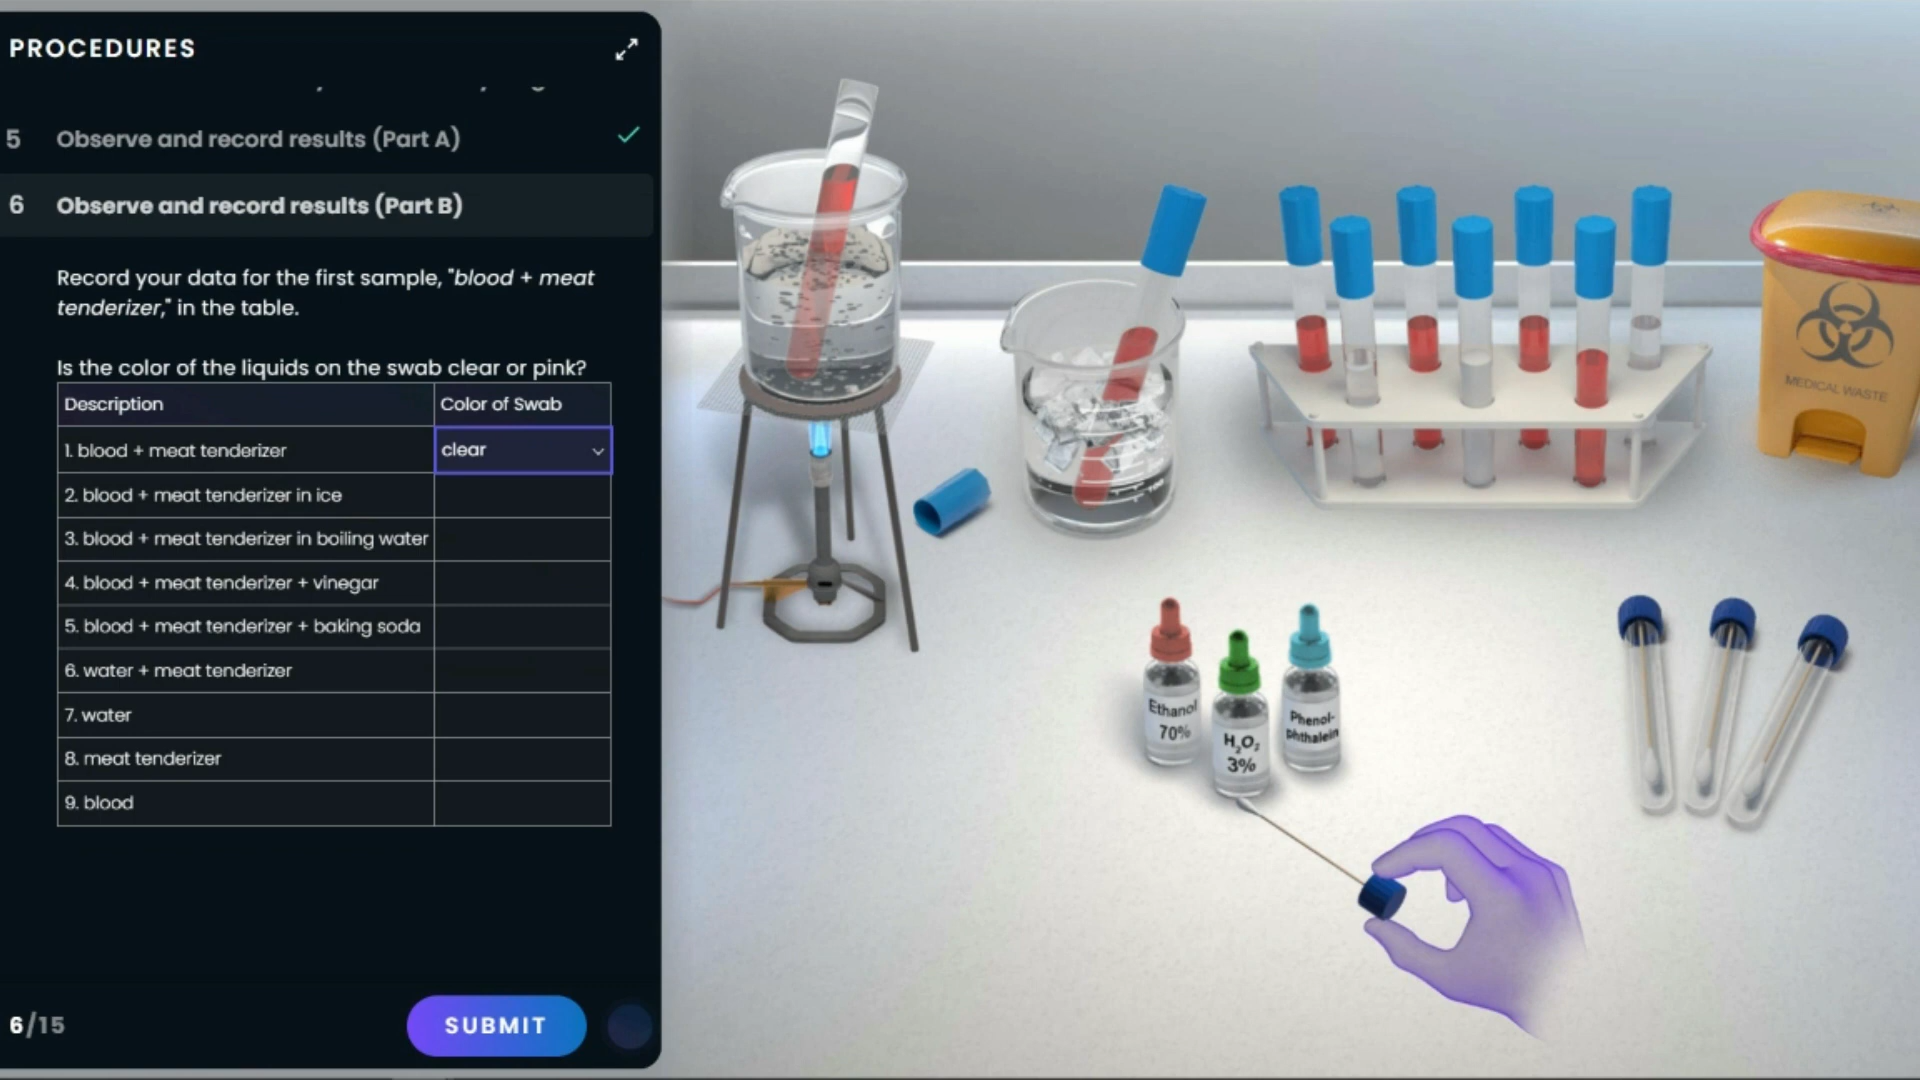 PROCEDURES
5 Observe and record results (Part A)
6 Observe and record results (Part B)
Record your data for the first sample, "blood + meat
tenderizer," in the table.
Is the color of the liquids on the swab clear or pink?
Description Color of Swab
1. blood + meat tenderizer clear
2. blood + meat tenderizer in ice
3. blood + meat tenderizer in boiling water
4. blood + meat tenderizer + vinegar
5. blood + meat tenderizer + baking soda
6. water + meat tenderizer
7. water
8. meat tenderizer
9. blood
6/15
SUBMIT
MEDICAL WASTE
Ethanol
70%
H₂O₂
3%
Phenol-
phthalein